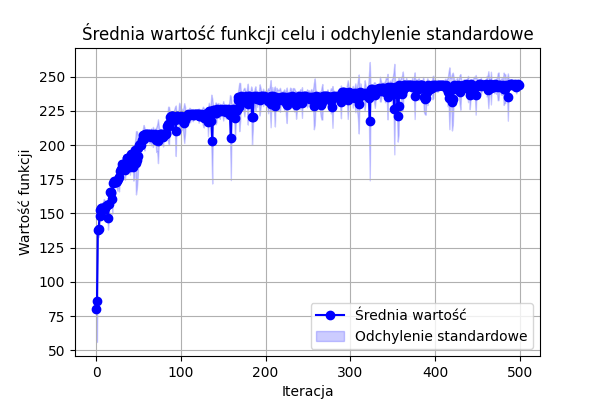 Średnia wartość funkcji celu i odchylenie standardowe
Wartość funkcji
250
225
200
175
150
125
100
75
50
0 100 200 300 400 500
Iteracja
Średnia wartość
Odchylenie standardowe